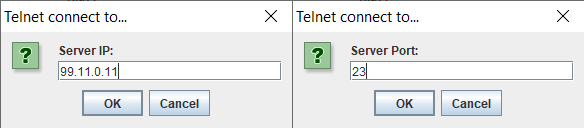 Telnet connect to...
Server IP:
99.11.0.11
OK Cancel
Telnet connect to...
Server Port:
23
OK Cancel